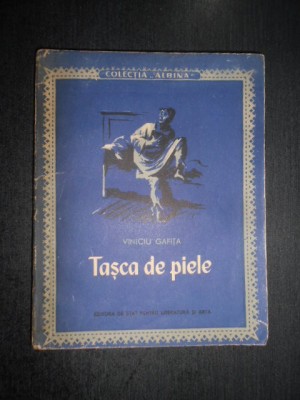 COLECȚIA „ALBINA"
VINICIU GAFIȚA
Tașca de piele
EDITURA DE STAT PENTRU LITERATURĂ ȘI ARTĂ